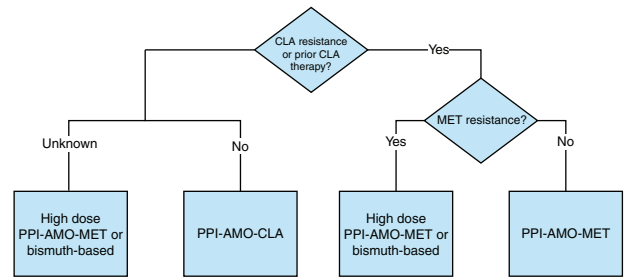 CLA resistance
or prior CLA
therapy?
Yes
MET resistance?
Unknown
No
Yes
No
High dose
PPI-AMO-MET or
bismuth-based
PPI-AMO-CLA
High dose
PPI-AMO-MET or
bismuth-based
PPI-AMO-MET